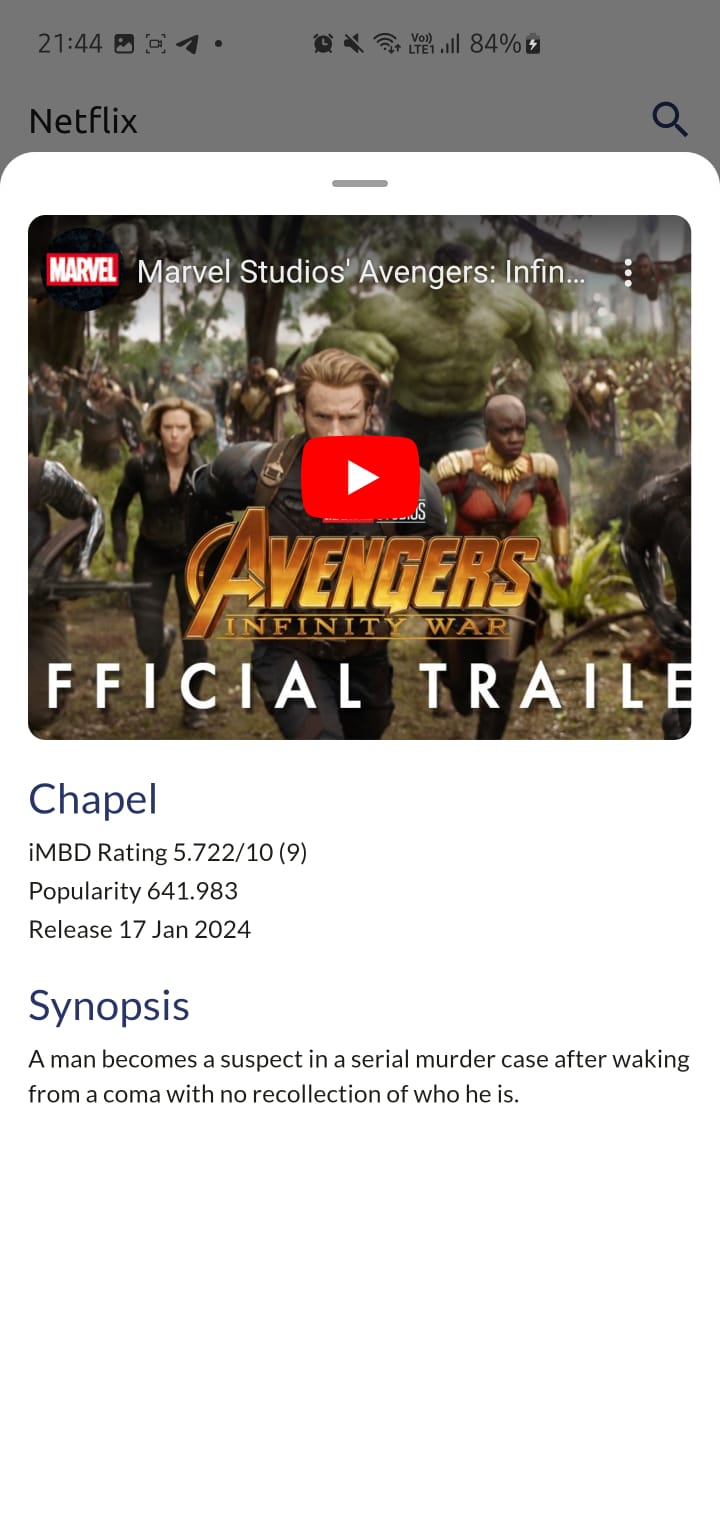 21:44
Vo))
LTE1
84%
Netflix
MARVEL
Marvel Studios' Avengers: Infin...
AVENGERS
INFINITY WAR
FFICIAL TRAILE
Chapel
iMBD Rating 5.722/10 (9)
Popularity 641.983
Release 17 Jan 2024
Synopsis
A man becomes a suspect in a serial murder case after waking
from a coma with no recollection of who he is.